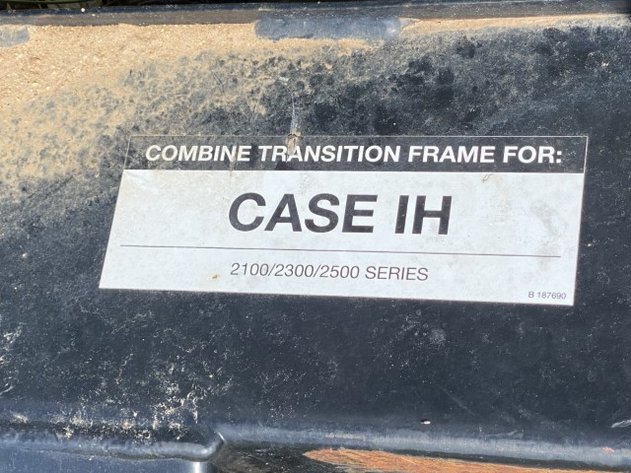 COMBINE TRANSITION FRAME FOR:
CASE IH
2100/2300/2500 SERIES
B 187690